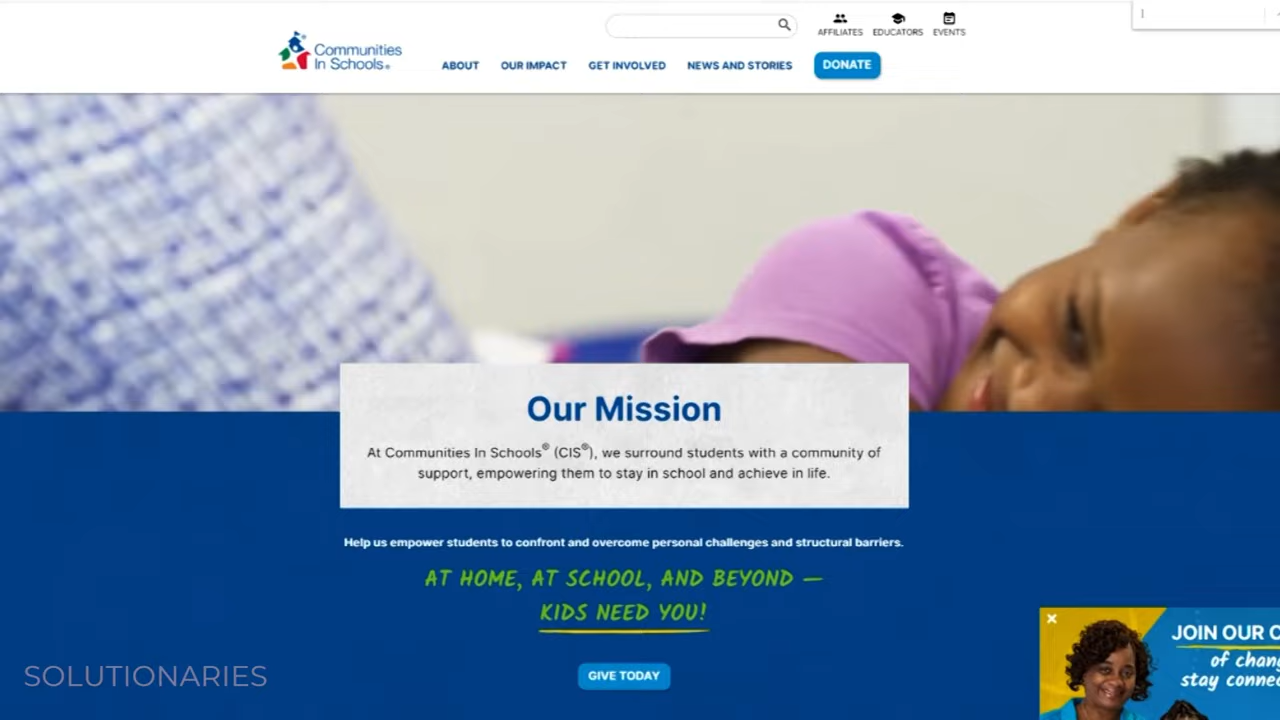 AFFILIATES EDUCATORS EVENTS
Communities
In Schools®
ABOUT OUR IMPACT GET INVOLVED NEWS AND STORIES DONATE
Our Mission
At Communities In Schools® (CIS®), we surround students with a community of
support, empowering them to stay in school and achieve in life.
Help us empower students to confront and overcome personal challenges and structural barriers.
AT HOME, AT SCHOOL, AND BEYOND —
KIDS NEED YOU!
GIVE TODAY
JOIN OUR
of
stay
SOLUTIONARIES